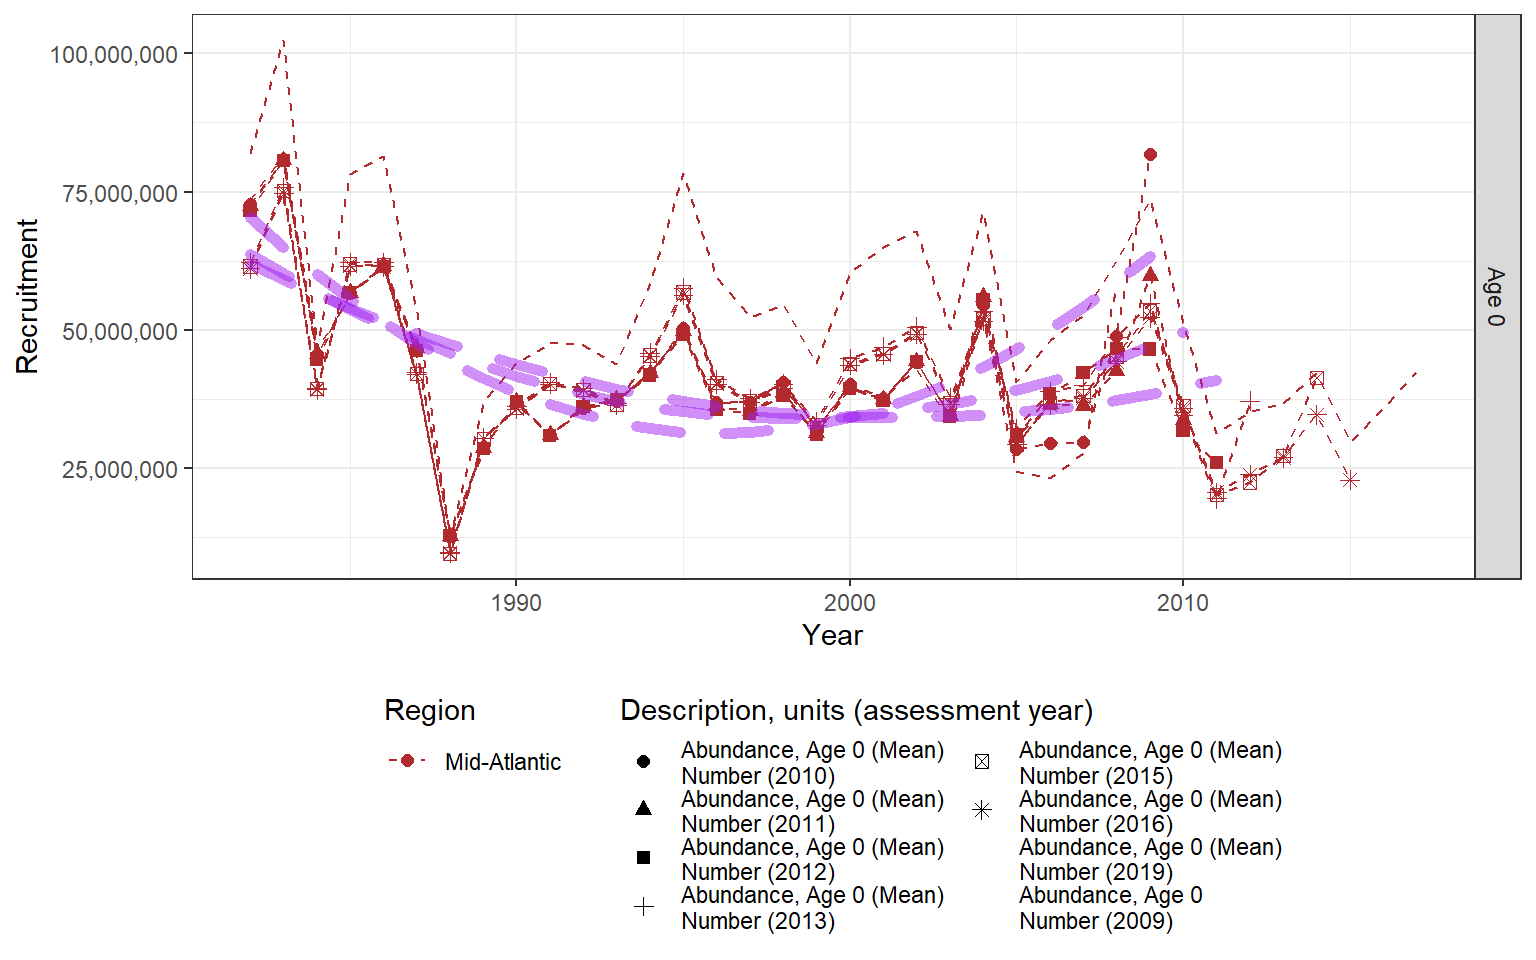 100,000,000
75,000,000
50,000,000
25,000,000
Recruitment
Age 0
1990
2000
2010
Year
Region
Mid-Atlantic
Description, units (assessment year)
Abundance, Age 0 (Mean)
Number (2010)
Abundance, Age 0 (Mean)
Number (2011)
Abundance, Age 0 (Mean)
Number (2012)
Abundance, Age 0 (Mean)
Number (2013)
Abundance, Age 0 (Mean)
Number (2015)
Abundance, Age 0 (Mean)
Number (2016)
Abundance, Age 0 (Mean)
Number (2019)
Abundance, Age 0
Number (2009)